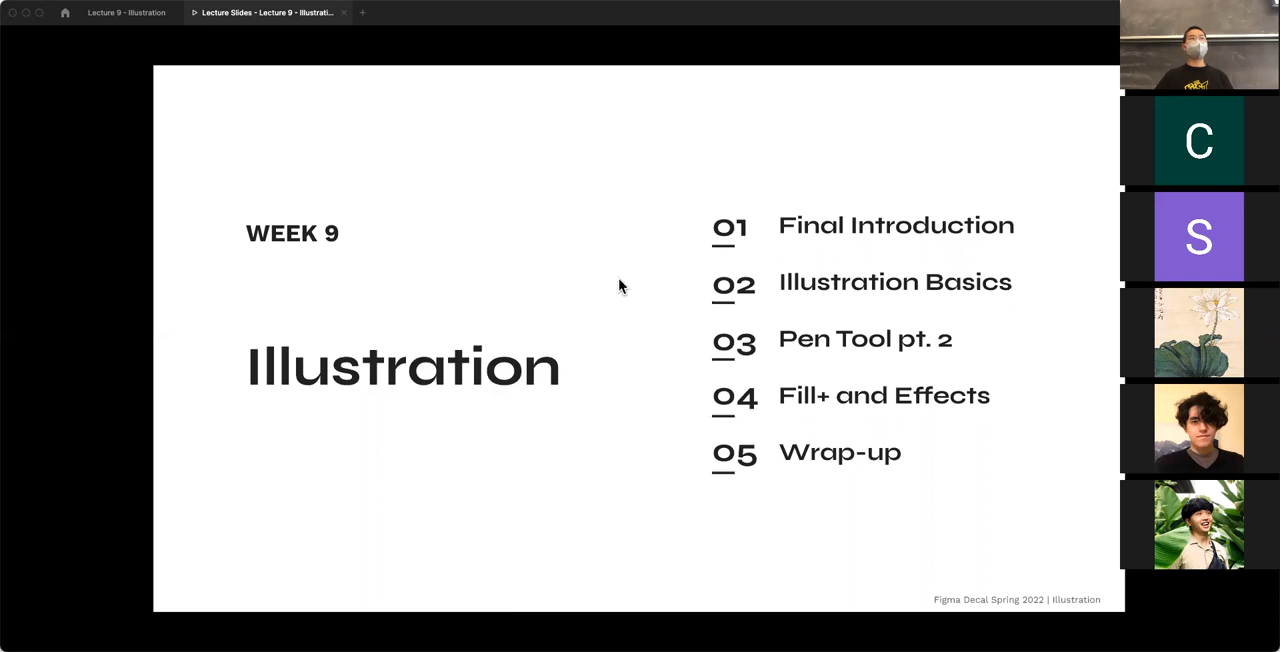 Lecture 9 - Illustration
Lecture Slides - Lecture 9 - Illustrati...
WEEK 9
Illustration
01 Final Introduction
02 Illustration Basics
03 Pen Tool pt. 2
04 Fill+ and Effects
05 Wrap-up
Figma Decal Spring 2022 | Illustration
C
S